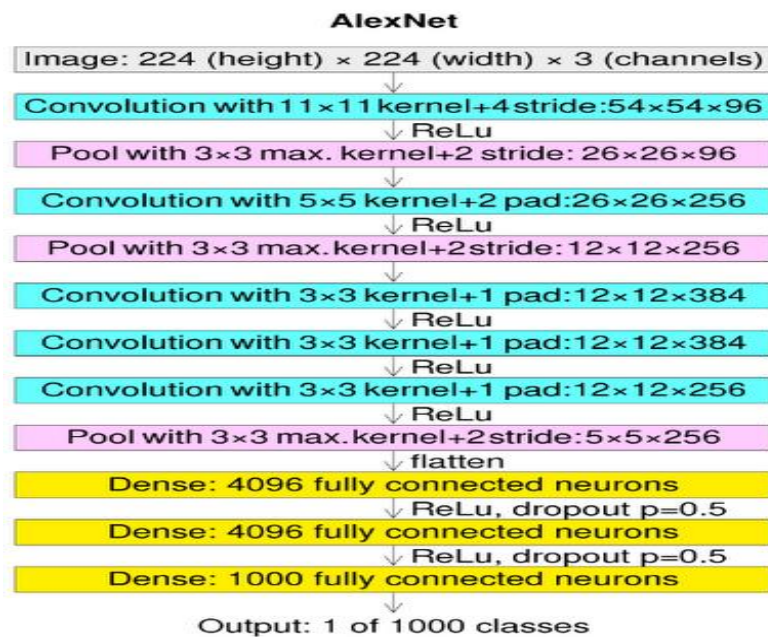 AlexNet
Image: 224 (height) × 224 (width) × 3 (channels)
Convolution with 11×11 kernel+4 stride:54×54×96
ReLu
Pool with 3×3 max. kernel+2 stride: 26×26×96
Convolution with 5×5 kernel+2 pad:26×26×256
ReLu
Pool with 3×3 max.kernel+2stride:12×12×256
Convolution with 3×3 kernel+1 pad:12×12×384
ReLu
Convolution with 3×3 kernel+1 pad:12×12×384
ReLu
Convolution with 3×3 kernel+1 pad:12×12×256
ReLu
Pool with 3×3 max.kernel+2stride:5×5×256
flatten
Dense: 4096 fully connected neurons
ReLu, dropout p=0.5
Dense: 4096 fully connected neurons
ReLu, dropout p=0.5
Dense: 1000 fully connected neurons
Output: 1 of 1000 classes